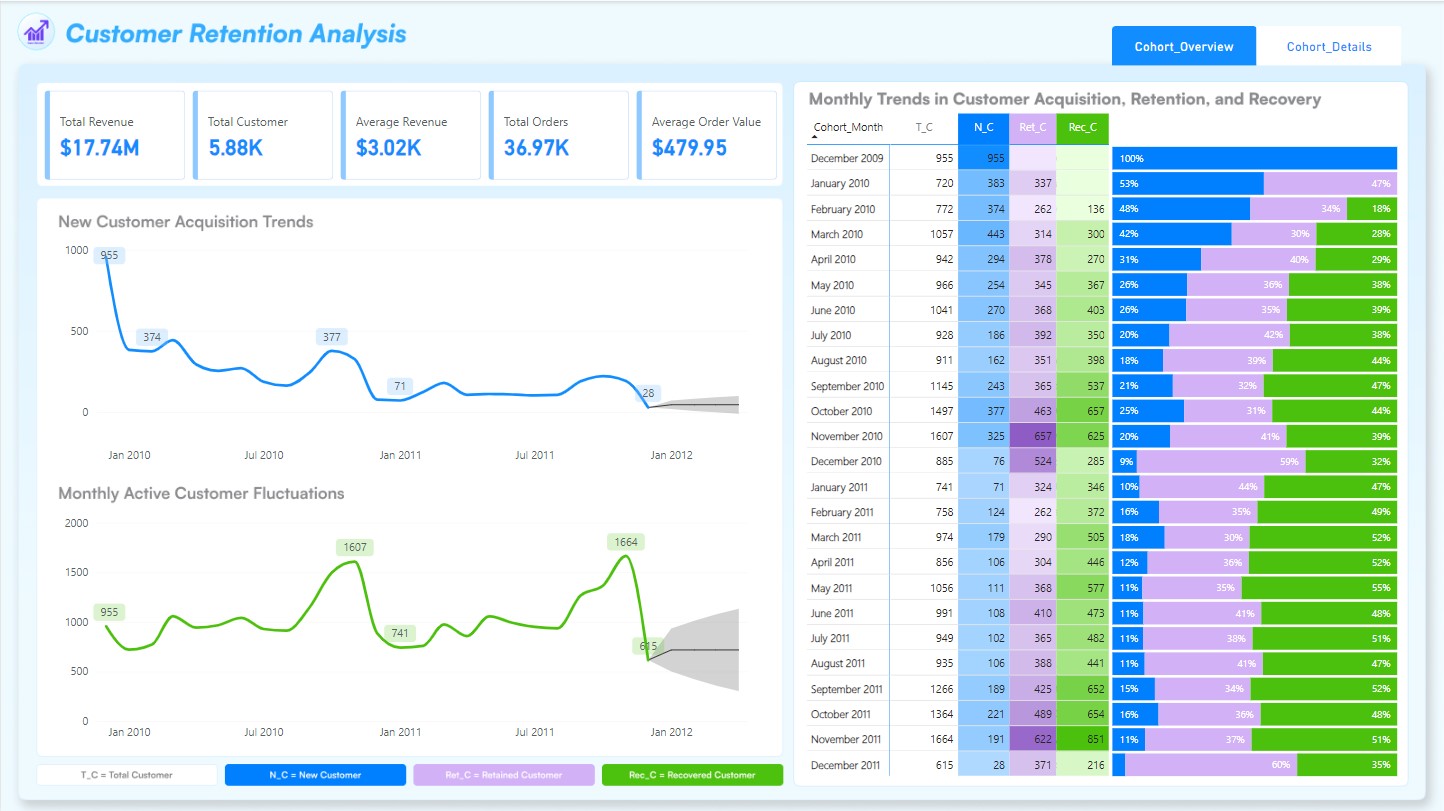 Customer Retention Analysis
Cohort_Overview
Cohort_Details
Total Revenue
$17.74M
Total Customer
5.88K
Average Revenue
$3.02K
Total Orders
36.97K
Average Order Value
$479.95
New Customer Acquisition Trends
1000
500
0
955
374
377
71
28
Jan 2010 Jul 2010 Jan 2011 Jul 2011 Jan 2012
Monthly Active Customer Fluctuations
2000
1500
1000
500
0
955
1607
741
1664
615
Jan 2010 Jul 2010 Jan 2011 Jul 2011 Jan 2012
T_C = Total Customer
N_C = New Customer
Ret_C = Retained Customer
Rec_C = Recovered Customer
Monthly Trends in Customer Acquisition, Retention, and Recovery
Cohort_Month T_C N_C Ret_C Rec_C
December 2009 955 955 100%
January 2010 720 383 337 53% 47%
February 2010 772 374 262 136 48% 34% 18%
March 2010 1057 443 314 300 42% 30% 28%
April 2010 942 294 378 270 31% 40% 29%
May 2010 966 254 345 367 26% 36% 38%
June 2010 1041 270 368 403 26% 35% 39%
July 2010 928 186 392 350 20% 42% 38%
August 2010 911 162 351 398 18% 39% 44%
September 2010 1145 243 365 537 21% 32% 47%
October 2010 1497 377 463 657 25% 31% 44%
November 2010 1607 325 657 625 20% 41% 39%
December 2010 885 76 524 285 9% 59% 32%
January 2011 741 71 324 346 10% 44% 47%
February 2011 758 124 262 372 16% 35% 49%
March 2011 974 179 290 505 18% 30% 52%
April 2011 856 106 304 446 12% 36% 52%
May 2011 1056 111 368 577 11% 35% 55%
June 2011 991 108 410 473 11% 41% 48%
July 2011 949 102 365 482 11% 38% 51%
August 2011 935 106 388 441 11% 41% 47%
September 2011 1266 189 425 652 15% 34% 52%
October 2011 1364 221 489 654 16% 36% 48%
November 2011 1664 191 622 851 11% 37% 51%
December 2011 615 28 371 216 60% 35%